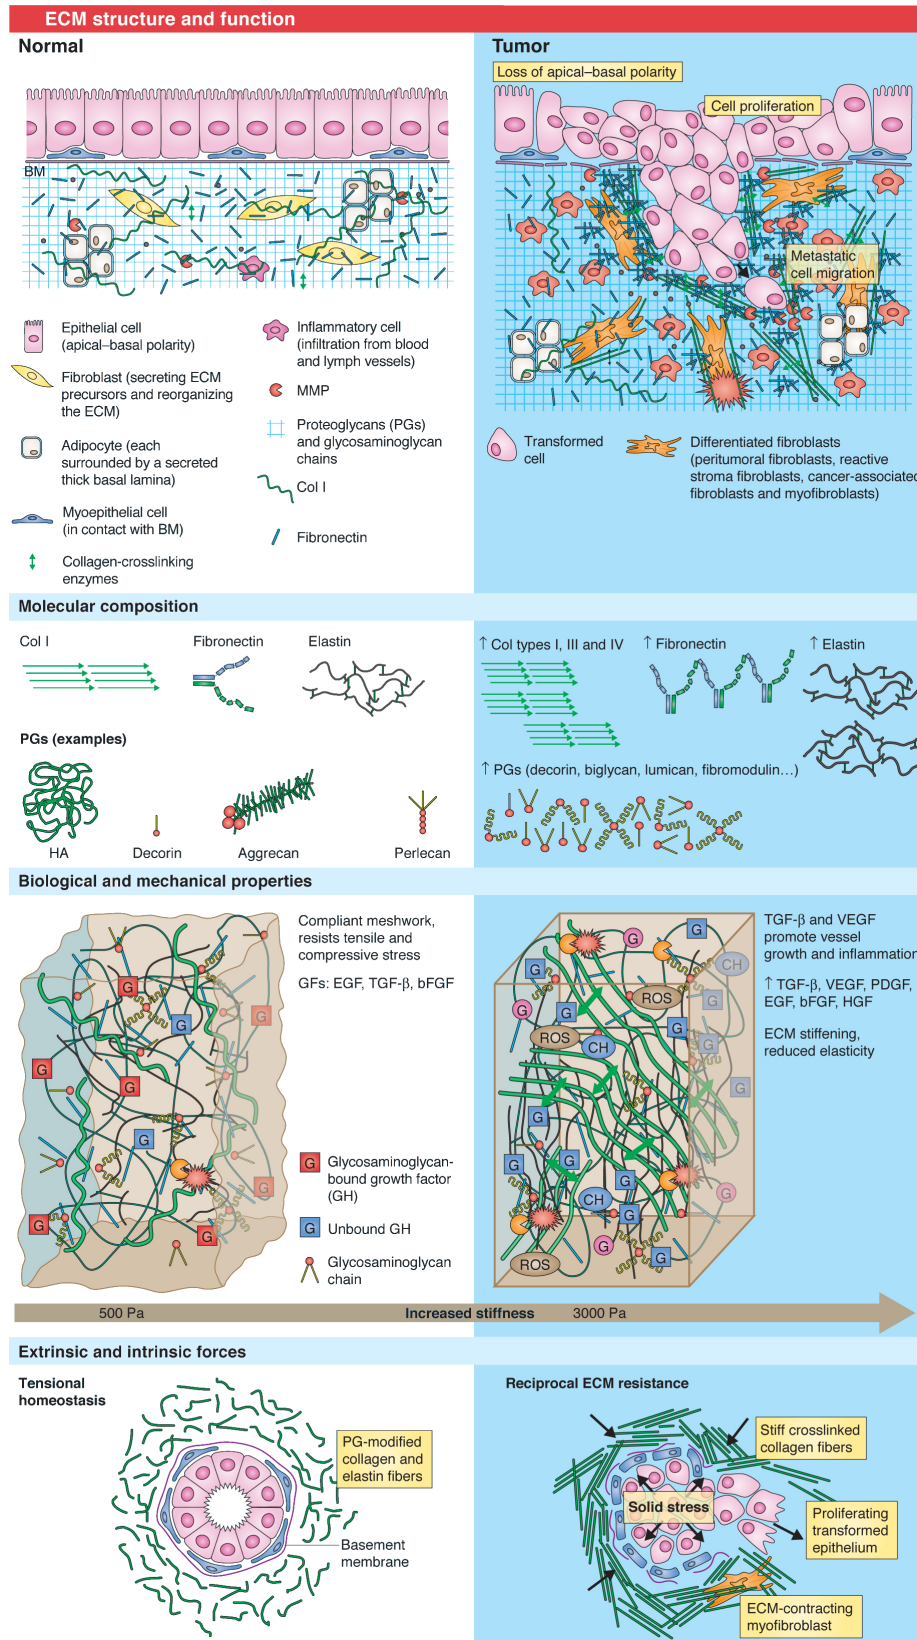 ECM structure and function
Normal
Tumor
Loss of apical–basal polarity
Cell proliferation
BM
Metastatic
cell migration
Epithelial cell
(apical–basal polarity)
Fibroblast (secreting ECM
precursors and reorganizing
the ECM)
Adipocyte (each
surrounded by a secreted
thick basal lamina)
Myoepithelial cell
(in contact with BM)
Collagen-crosslinking
enzymes
Inflammatory cell
(infiltration from blood
and lymph vessels)
MMP
Proteoglycans (PGs)
and glycosaminoglycan
chains
Col I
Fibronectin
Transformed
cell
Differentiated fibroblasts
(peritumoral fibroblasts, reactive
stroma fibroblasts, cancer-associated
fibroblasts and myofibroblasts)
Molecular composition
Col I
Fibronectin
Elastin
PGs (examples)
HA
Decorin
Aggrecan
Perlecan
↑ Col types I, III and IV
↑ Fibronectin
↑ Elastin
↑ PGs (decorin, biglycan, lumican, fibromodulin…)
Biological and mechanical properties
Compliant meshwork,
resists tensile and
compressive stress
GFs: EGF, TGF-β, bFGF
G
G
G
G
G
G
G
G
G
G Glycosaminoglycan-
bound growth factor
(GH)
G Unbound GH
Glycosaminoglycan
chain
G
G
G
CH
ROS
G
G
G
G
ROS
CH
G
G
G
G
G
G
CH
G
G
G
G
ROS
TGF-β and VEGF
promote vessel
growth and inflammation
↑ TGF-β, VEGF, PDGF,
EGF, bFGF, HGF
ECM stiffening,
reduced elasticity
500 Pa
Increased stiffness
3000 Pa
Extrinsic and intrinsic forces
Tensional
homeostasis
PG-modified
collagen and
elastin fibers
Basement
membrane
Reciprocal ECM resistance
Stiff crosslinked
collagen fibers
Solid stress
Proliferating
transformed
epithelium
ECM-contracting
myofibroblast